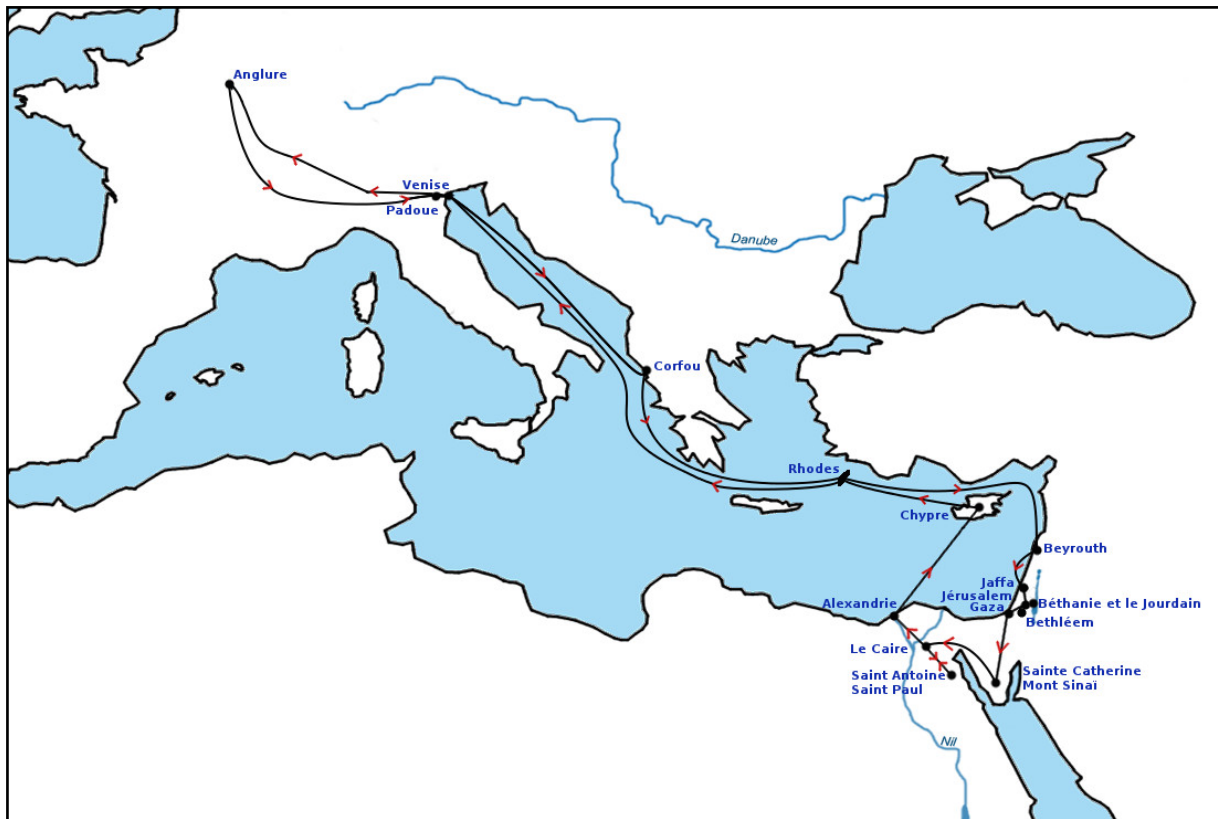 Anglure
Venise
Padoue
Danube
Corfou
Rhodes
Chypre
Beyrouth
Jaffa
Jérusalem
Gaza
Béthanie et le Jourdain
Bethléem
Alexandrie
Le Caire
Saint Antoine
Saint Paul
Sainte Catherine
Mont Sinaï
Nil